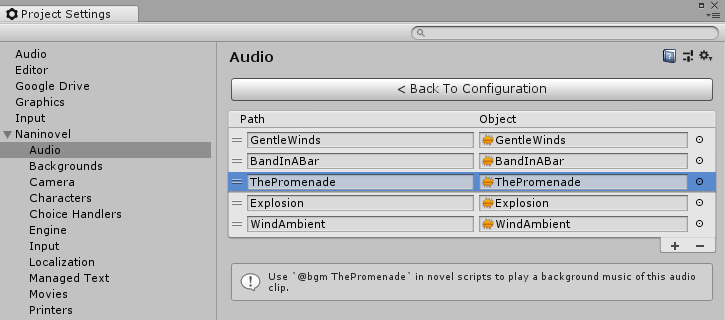 Project Settings
Audio
Editor
Google Drive
Graphics
Input
Naninovel
Audio
Backgrounds
Camera
Characters
Choice Handlers
Engine
Input
Localization
Managed Text
Movies
Printers
Audio
< Back To Configuration
Path Object
GentleWinds GentleWinds
BandInABar BandInABar
ThePromenade ThePromenade
Explosion Explosion
WindAmbient WindAmbient
Use `@bgm ThePromenade` in novel scripts to play a background music of this audio
clip.